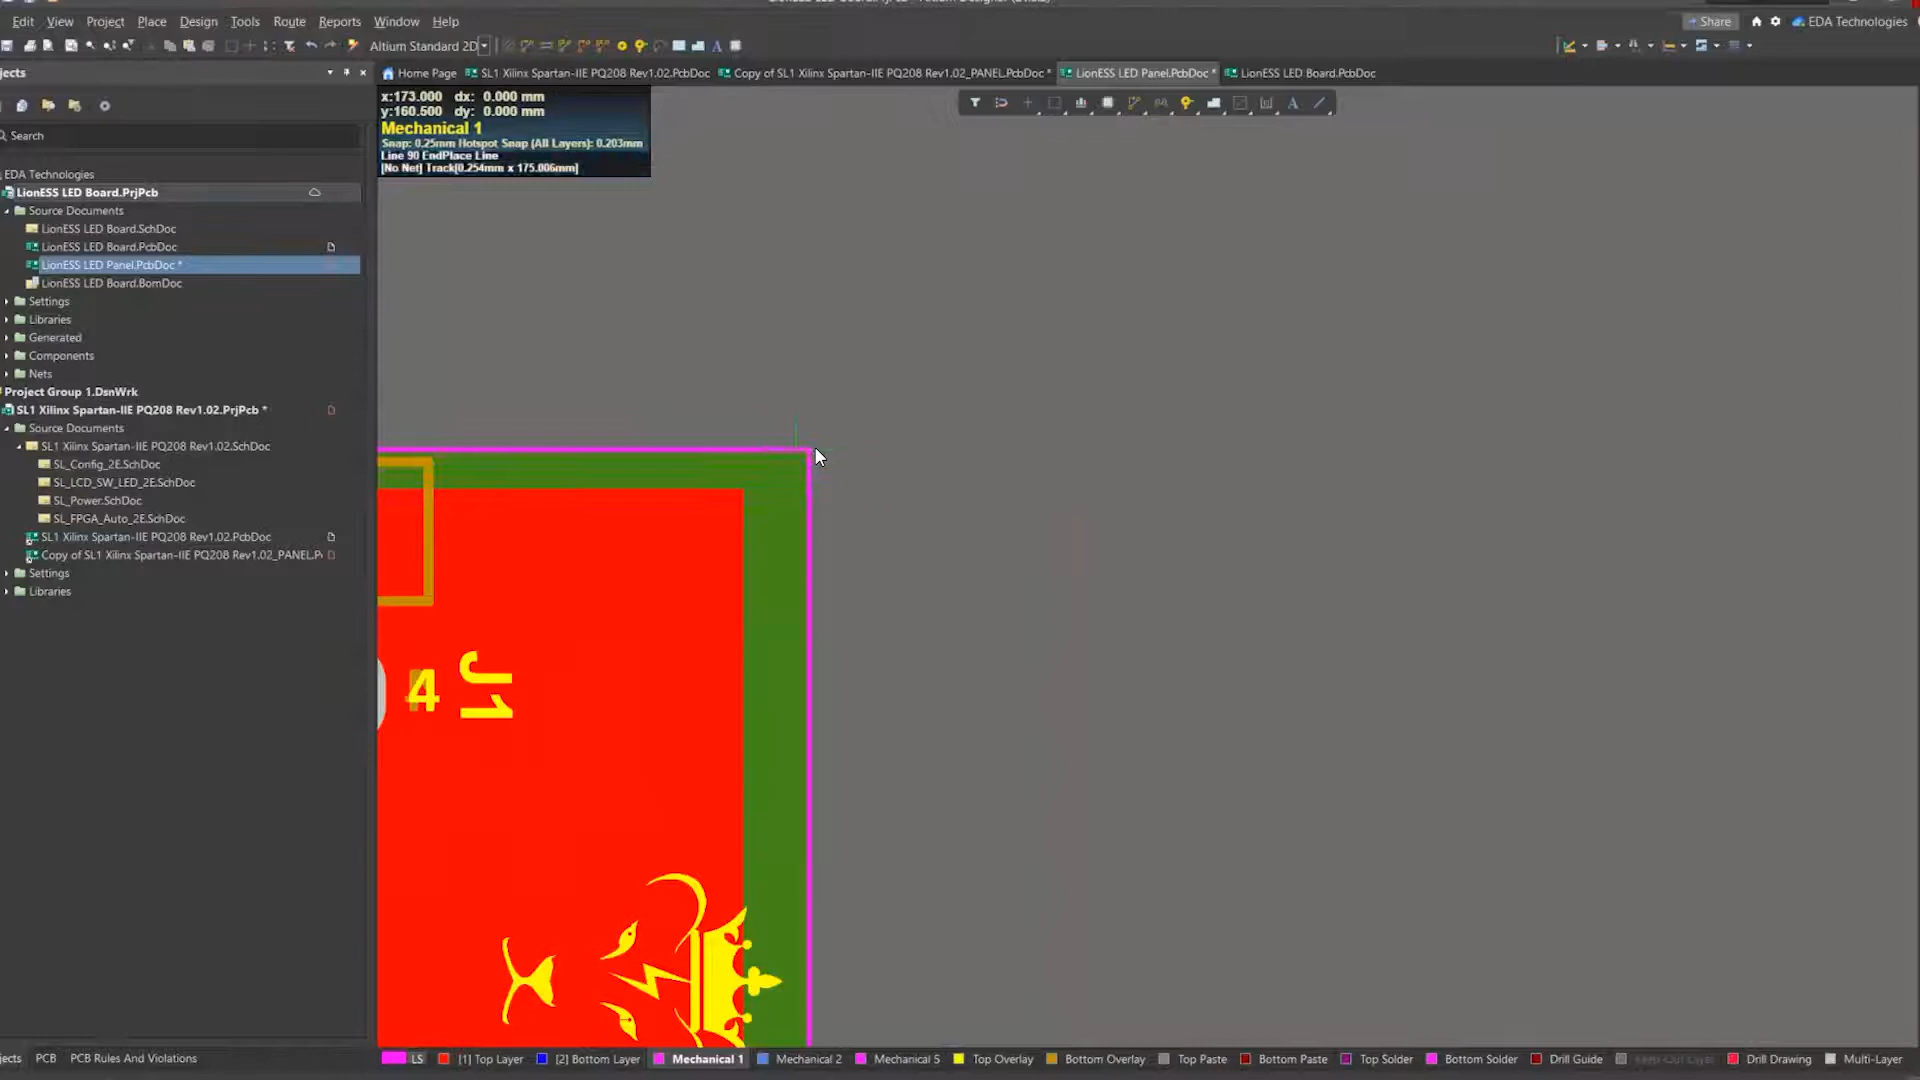 Edit View Project Place Design Tools Route Reports Window Help
Share EDA Technologies
Altium Standard 2D
A
jects
Home Page SL1 Xilinx Spartan-IIE PQ208 Rev1.02.PcbDoc Copy of SL1 Xilinx Spartan-IIE PQ208 Rev1.02_PANEL.PcbDoc * LionESS LED Panel.PcbDoc * LionESS LED Board.PcbDoc
x:173.000 dx: 0.000 mm
y:160.500 dy: 0.000 mm
Mechanical 1
Snap: 0.25mm Hotspot Snap (All Layers): 0.203mm
Line 90 EndPlace Line
[No Net] Track[0.254mm x 175.006mm]
A
Search
EDA Technologies
LionESS LED Board.PrjPcb
Source Documents
LionESS LED Board.SchDoc
LionESS LED Board.PcbDoc
LionESS LED Panel.PcbDoc *
LionESS LED Board.BomDoc
Settings
Libraries
Generated
Components
Nets
Project Group 1.DsnWrk
SL1 Xilinx Spartan-IIE PQ208 Rev1.02.PrjPcb *
Source Documents
SL1 Xilinx Spartan-IIE PQ208 Rev1.02.SchDoc
SL_Config_2E.SchDoc
SL_LCD_SW_LED_2E.SchDoc
SL_Power.SchDoc
SL_FPGA_Auto_2E.SchDoc
SL1 Xilinx Spartan-IIE PQ208 Rev1.02.PcbDoc
Copy of SL1 Xilinx Spartan-IIE PQ208 Rev1.02_PANEL.P
Settings
Libraries
4
J1
jects PCB PCB Rules And Violations
LS [1] Top Layer [2] Bottom Layer Mechanical 1 Mechanical 2 Mechanical 5 Top Overlay Bottom Overlay Top Paste Bottom Paste Top Solder Bottom Solder Drill Guide Keep-Out Layer Drill Drawing Multi-Layer